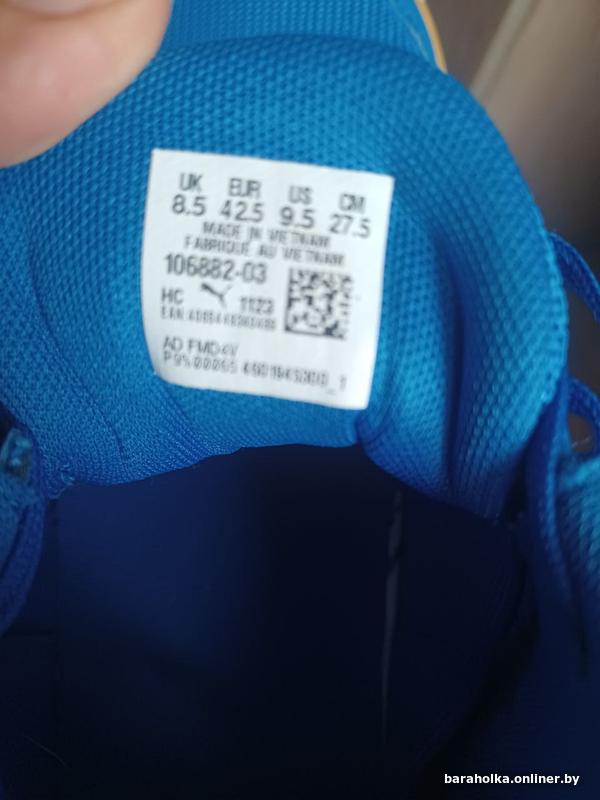 UK EUR US CM
8.5 42.5 9.5 27.5
MADE IN VIETNAM
FABRIQUE AU VIETNAM
106882-03
HC 1123
EAN:
AD FMD4V
baraholka.onliner.by